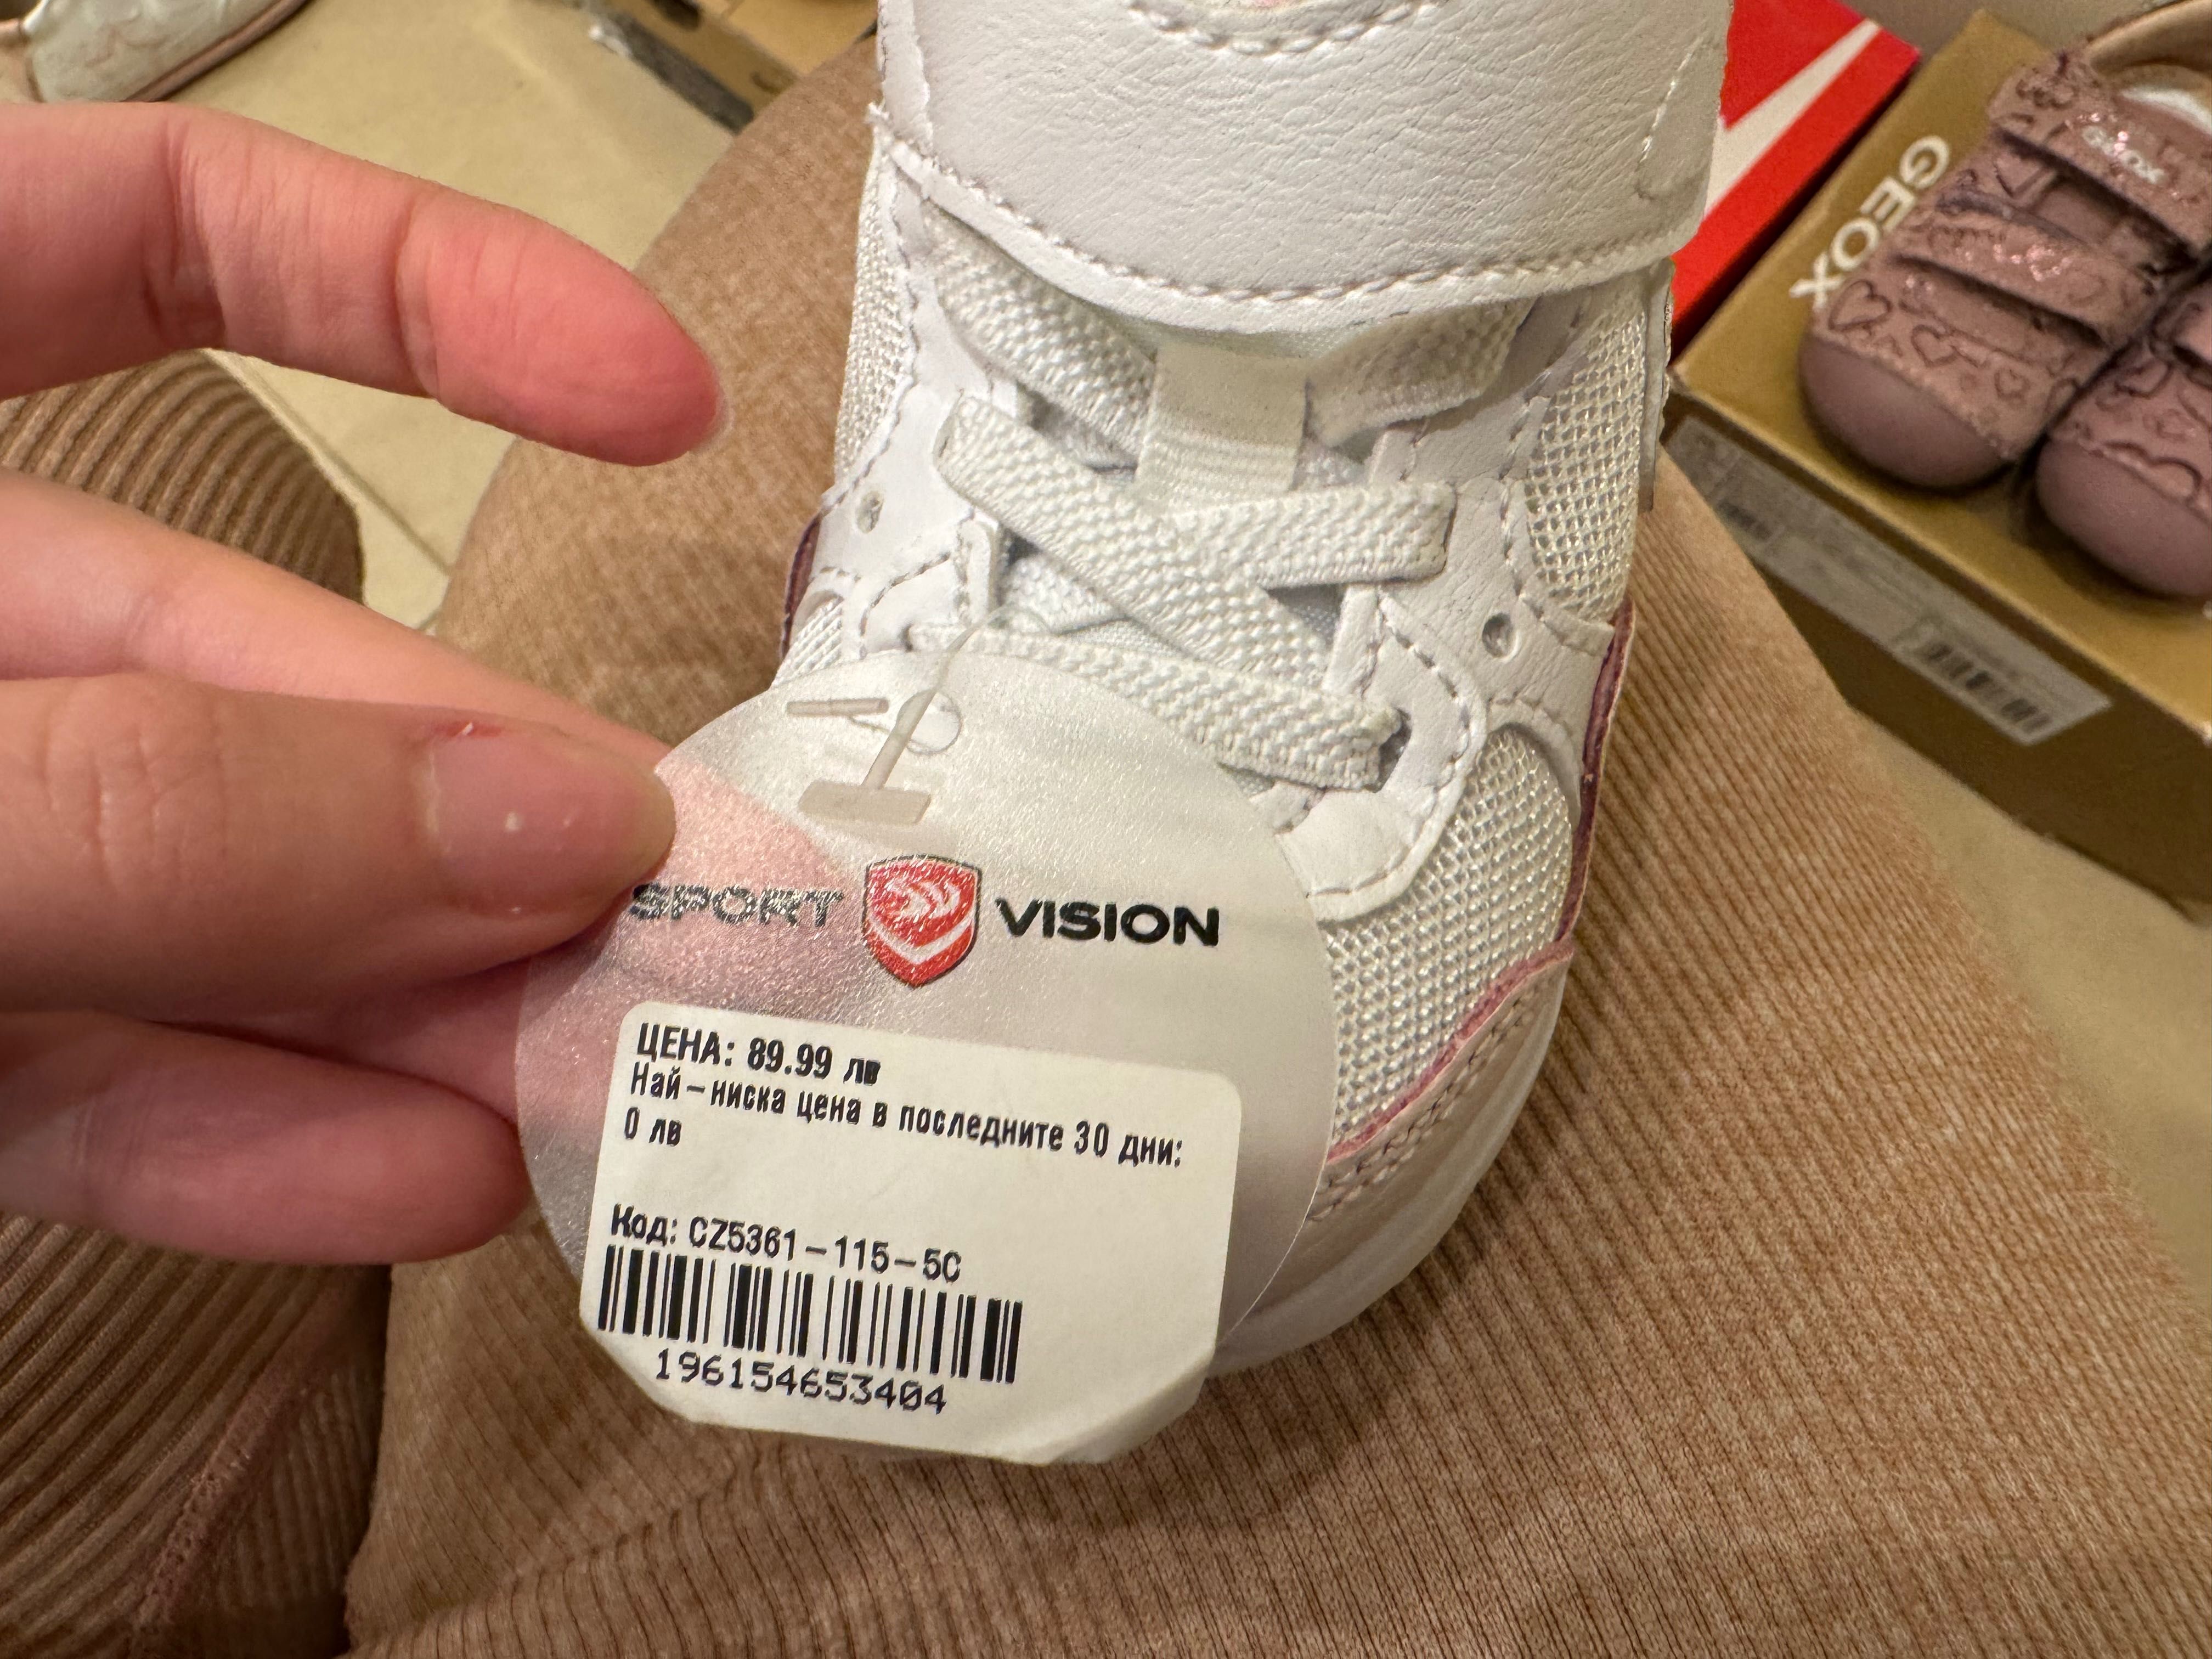 SPORT VISION
ЦЕНА: 89.99 лв
Най-ниска цена в последните 30 дни:
0 лв
Код: CZ5361-115-5C
196154653404
GEOX
GEOX